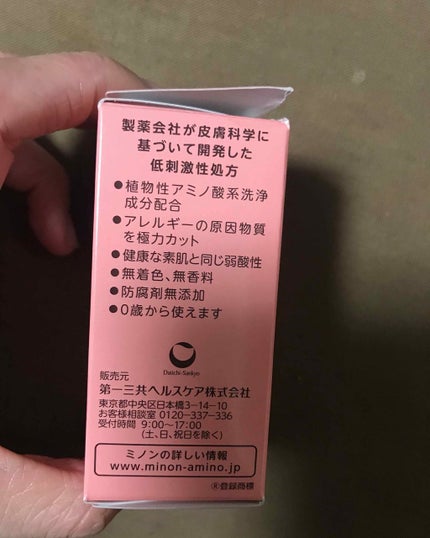 製薬会社が皮膚科学に
基づいて開発した
低刺激性処方
●植物性アミノ酸系洗浄
成分配合
●アレルギーの原因物質
を極力カット
●健康な素肌と同じ弱酸性
●無着色、無香料
●防腐剤無添加
●0歳から使えます
Daiichi-Sankyo
販売元
第一三共ヘルスケア株式会社
東京都中央区日本橋3-14-10
お客様相談室 0120-337-336
受付時間 9:00〜17:00
(土、日、祝日を除く)
ミノンの詳しい情報
www.minon-amino.jp
®登録商標